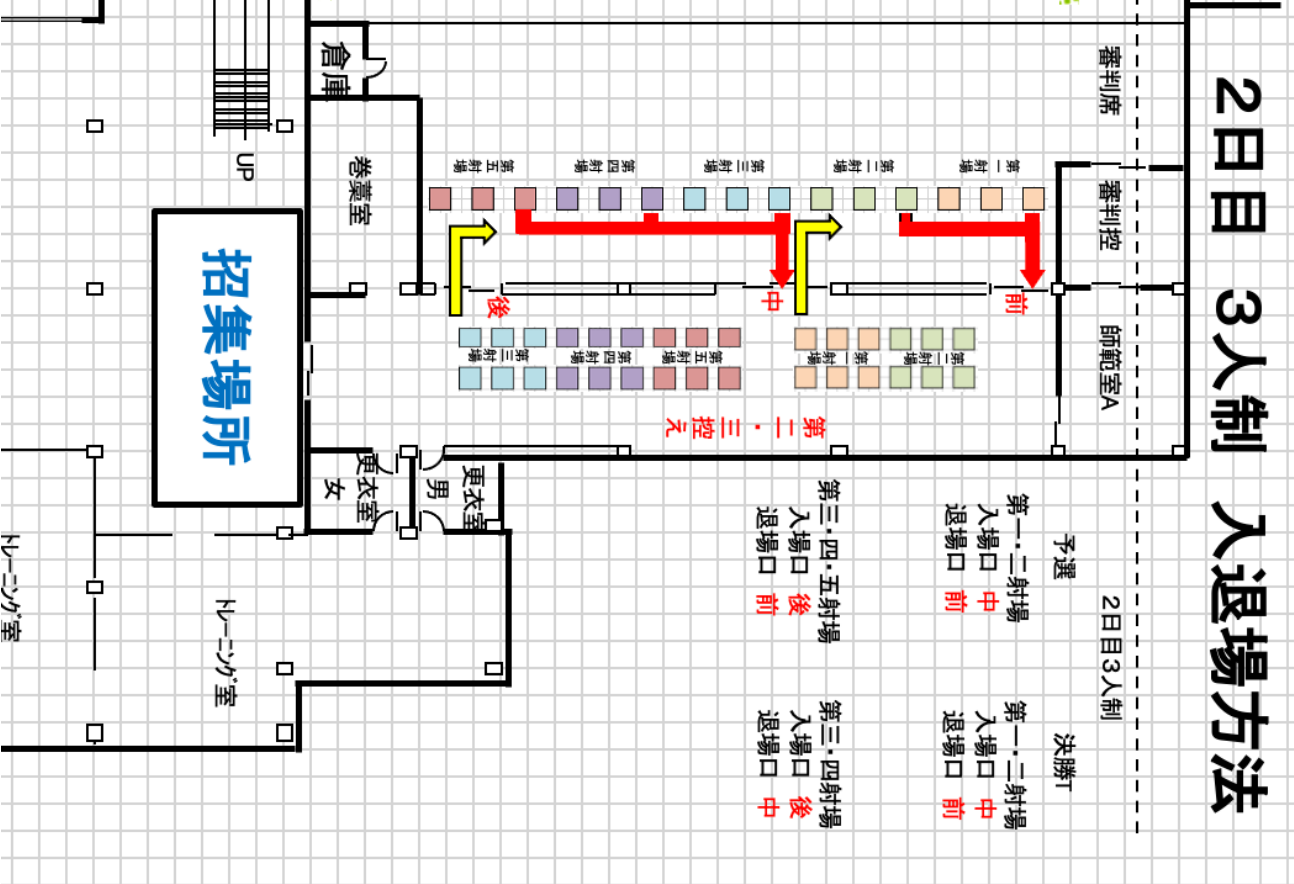 ２日目 ３人制 入退場方法
審判席
審判控
師範室A
２日目３人制
予選
決勝T
第一・二射場
入場口 中
退場口 前
第一・二射場
入場口 中
退場口 前
第三・四・五射場
入場口 後
退場口 前
第三・四射場
入場口 後
退場口 中
第一射場
第二射場
第三射場
第四射場
第五射場
前
中
後
第二射場
第一射場
第五射場
第四射場
第三射場
第二・三控え
倉庫
巻藁室
更衣室
男
更衣室
女
UP
招集場所
トレーニング室
トレーニング室